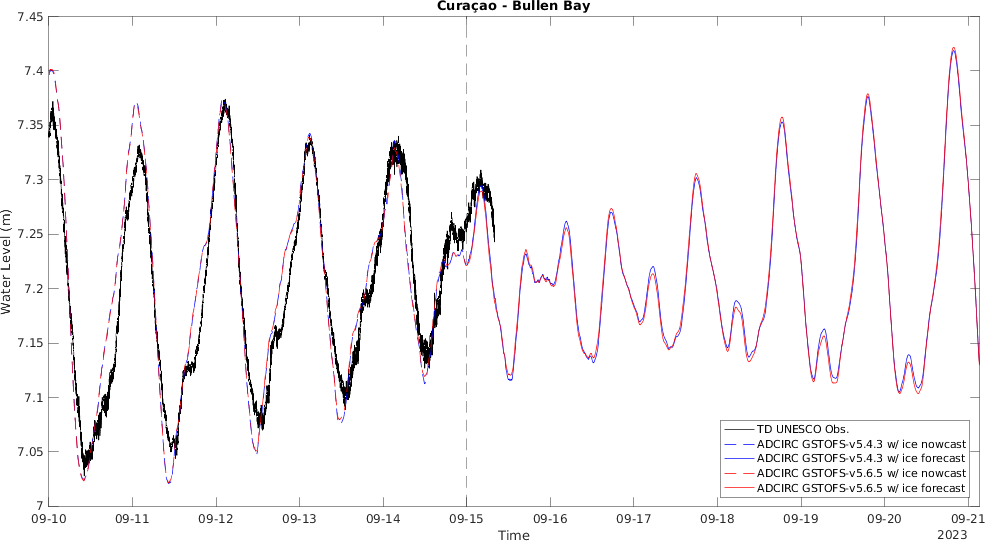 Curaçao - Bullen Bay
Water Level (m)
7.45
7.4
7.35
7.3
7.25
7.2
7.15
7.1
7.05
7
09-10
09-11
09-12
09-13
09-14
09-15
09-16
09-17
09-18
09-19
09-20
09-21
Time
2023
TD UNESCO Obs.
ADCIRC GSTOFS-v5.4.3 w/ ice nowcast
ADCIRC GSTOFS-v5.4.3 w/ ice forecast
ADCIRC GSTOFS-v5.6.5 w/ ice nowcast
ADCIRC GSTOFS-v5.6.5 w/ ice forecast